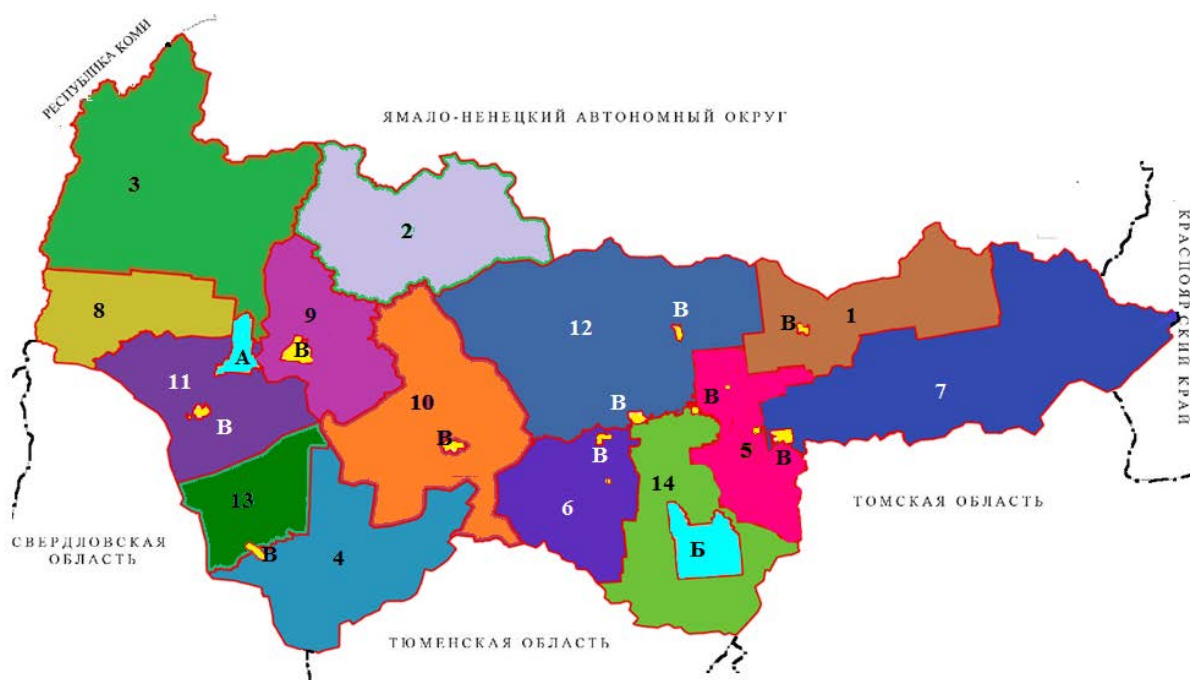 РЕСПУБЛИКА КОМИ
ЯМАЛО-НЕНЕЦКИЙ АВТОНОМНЫЙ ОКРУГ
КРАСНОЯРСКИЙ КРАЙ
3
2
8
9
12
В
В
1
А
В
7
11
В
10
В
В
В
В
5
В
13
6
14
В
4
Б
ТОМСКАЯ ОБЛАСТЬ
СВЕРДЛОВСКАЯ
ОБЛАСТЬ
ТЮМЕНСКАЯ ОБЛАСТЬ